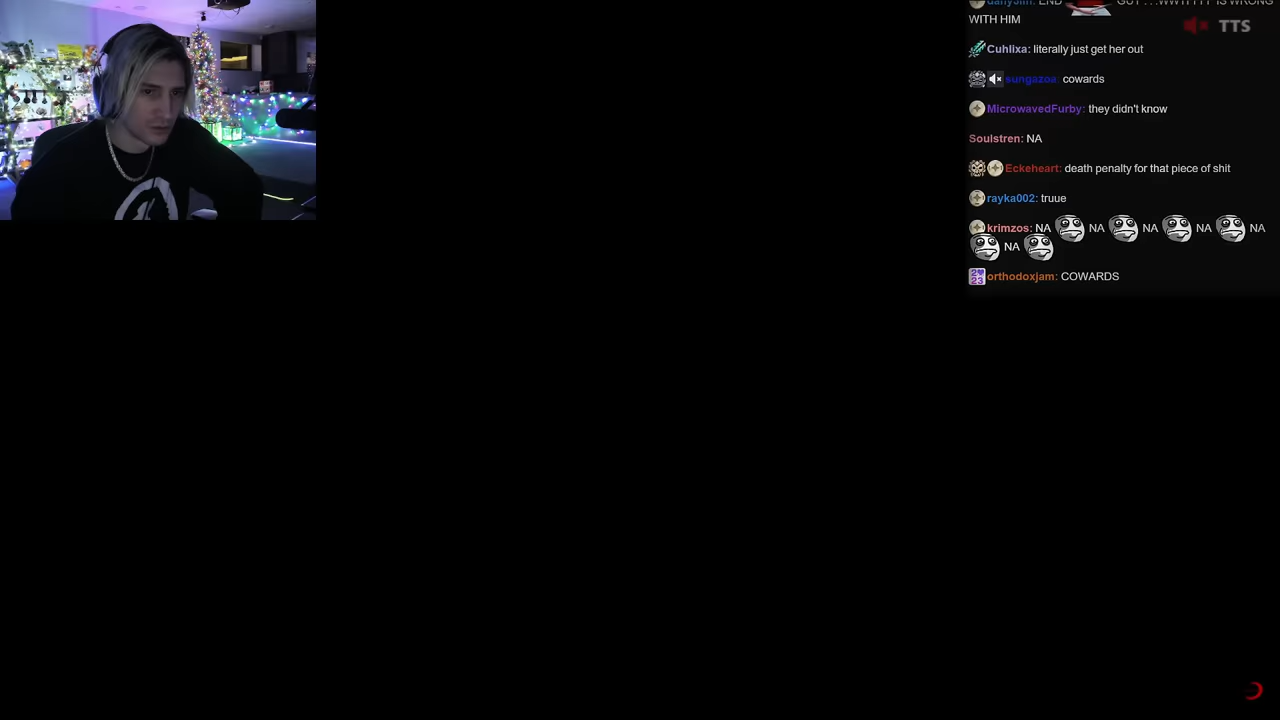 WITH HIM
TTS
Cuhlixa: literally just get her out
sungazoa: cowards
MicrowavedFurby: they didn't know
Soulstren: NA
Eckeheart: death penalty for that piece of shit
rayka002: truue
krimzos: NA NA NA NA NA
NA
orthodoxjam: COWARDS